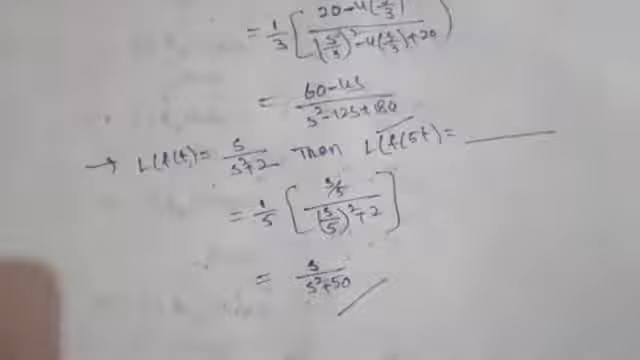 = 1/3 [ (20-4(s/3)) / ((s/3)²-4(s/3)+20) ]
= (60-4s) / (s²-12s+180)
→ L(f(t)= s/(s²+2) Then L(f(5t)= ______
= 1/5 [ (s/5) / ((s/5)²+2) ]
= s/(s²+50)